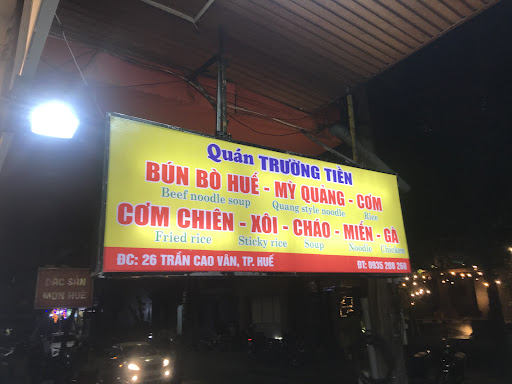 Quán TRƯỜNG TIỀN
BÚN BÒ HUẾ - MỲ QUẢNG - CƠM
Beef noodle soup Quang style noodle Rice
CƠM CHIÊN - XÔI - CHÁO - MIẾN - GÀ
Fried rice Sticky rice Soup Noodle Chicken
ĐC: 26 TRẦN CAO VÂN, TP. HUẾ ĐT: 0935 288 268
ĐẶC SẢN
MÓN HUẾ